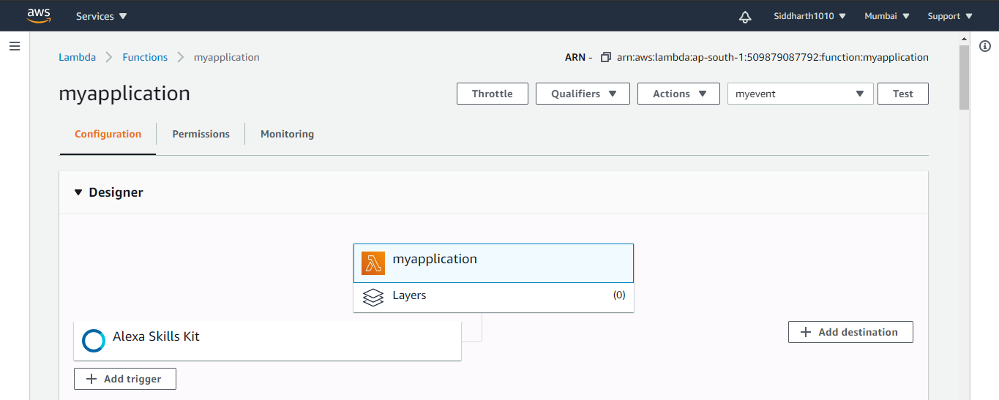 aws Services Siddharth1010 Mumbai Support
Lambda Functions myapplication ARN - arn:aws:lambda:ap-south-1:509879087792:function:myapplication
myapplication Throttle Qualifiers Actions myevent Test
Configuration Permissions Monitoring
Designer
myapplication
Layers (0)
Alexa Skills Kit
Add destination
Add trigger